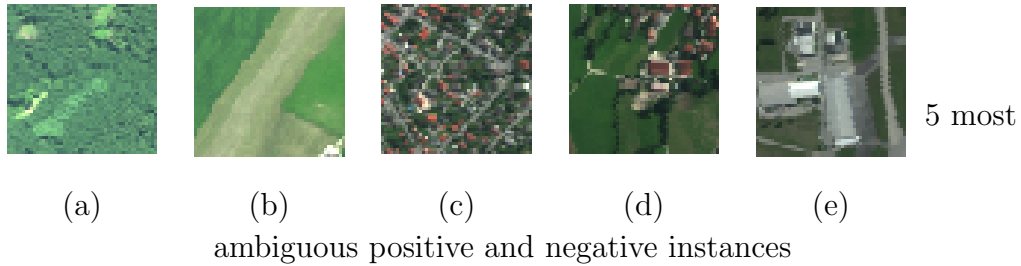 5 most
(a) (b) (c) (d) (e)
ambiguous positive and negative instances